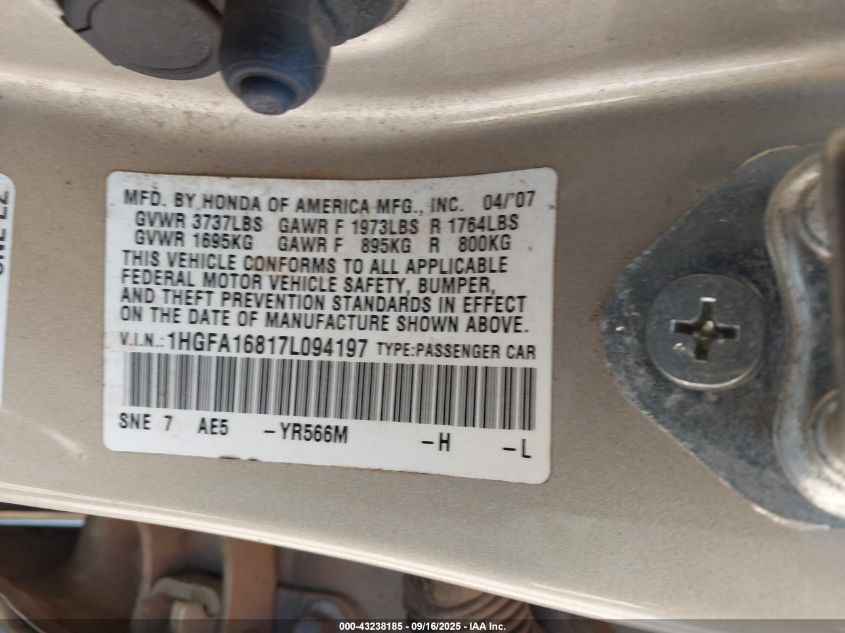 MFD. BY HONDA OF AMERICA MFG., INC. 04/'07
GVWR 3737LBS GAWR F 1973LBS R 1764LBS
GVWR 1695KG GAWR F 895KG R 800KG
THIS VEHICLE CONFORMS TO ALL APPLICABLE
FEDERAL MOTOR VEHICLE SAFETY, BUMPER,
AND THEFT PREVENTION STANDARDS IN EFFECT
ON THE DATE OF MANUFACTURE SHOWN ABOVE.
V.I.N.: 1HGFA16817L094197 TYPE:PASSENGER CAR
SNE 7 AE5 -YR566M -H -L
000-43238185 - 09/16/2025 - IAAI Inc.